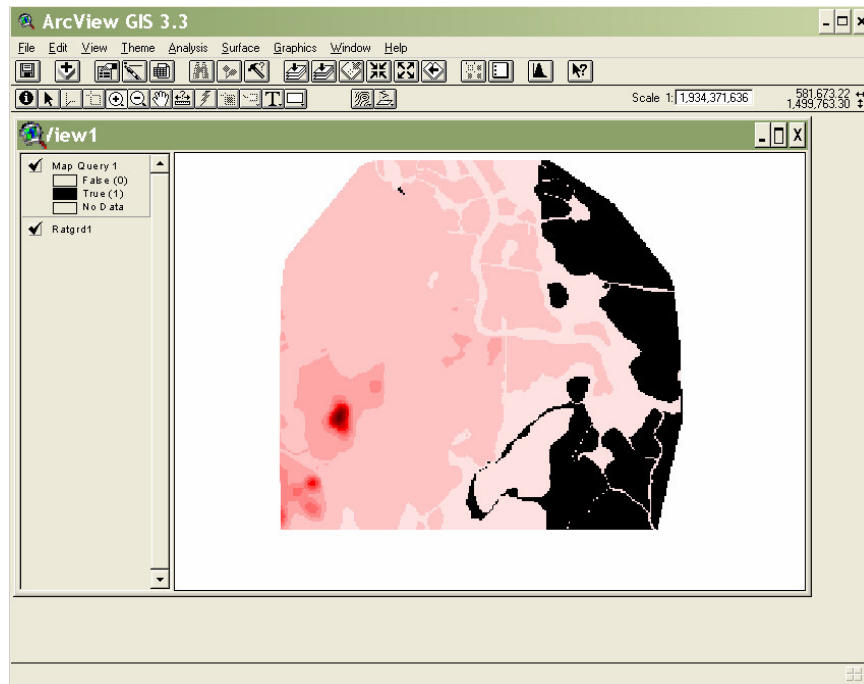 ArcView GIS 3.3
File Edit View Theme Analysis Surface Graphics Window Help
T
Scale 1: 1,934,371,636
581,673.22
1,499,763.30
/iew1
Map Query 1
False (0)
True (1)
No Data
Ratgrd1